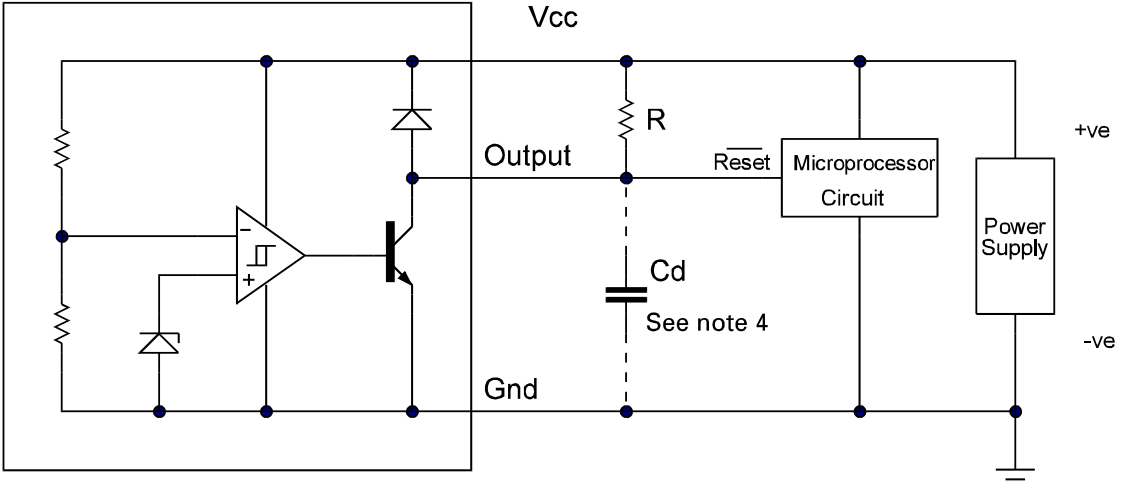 Vcc
R
Output
Reset
Microprocessor
Circuit
+ve
Power
Supply
-ve
−
+
Cd
See note 4
Gnd